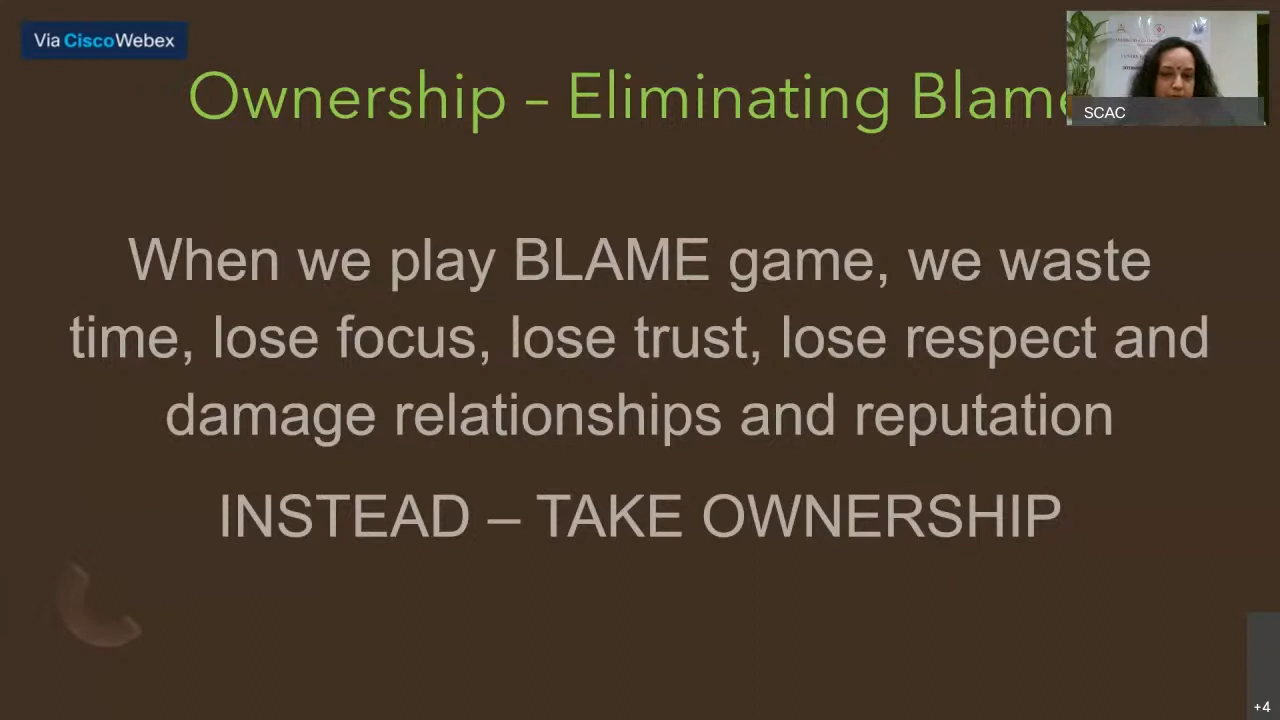 Via CiscoWebex
Ownership – Eliminating Blame
SCAC
When we play BLAME game, we waste
time, lose focus, lose trust, lose respect and
damage relationships and reputation
INSTEAD – TAKE OWNERSHIP
+4